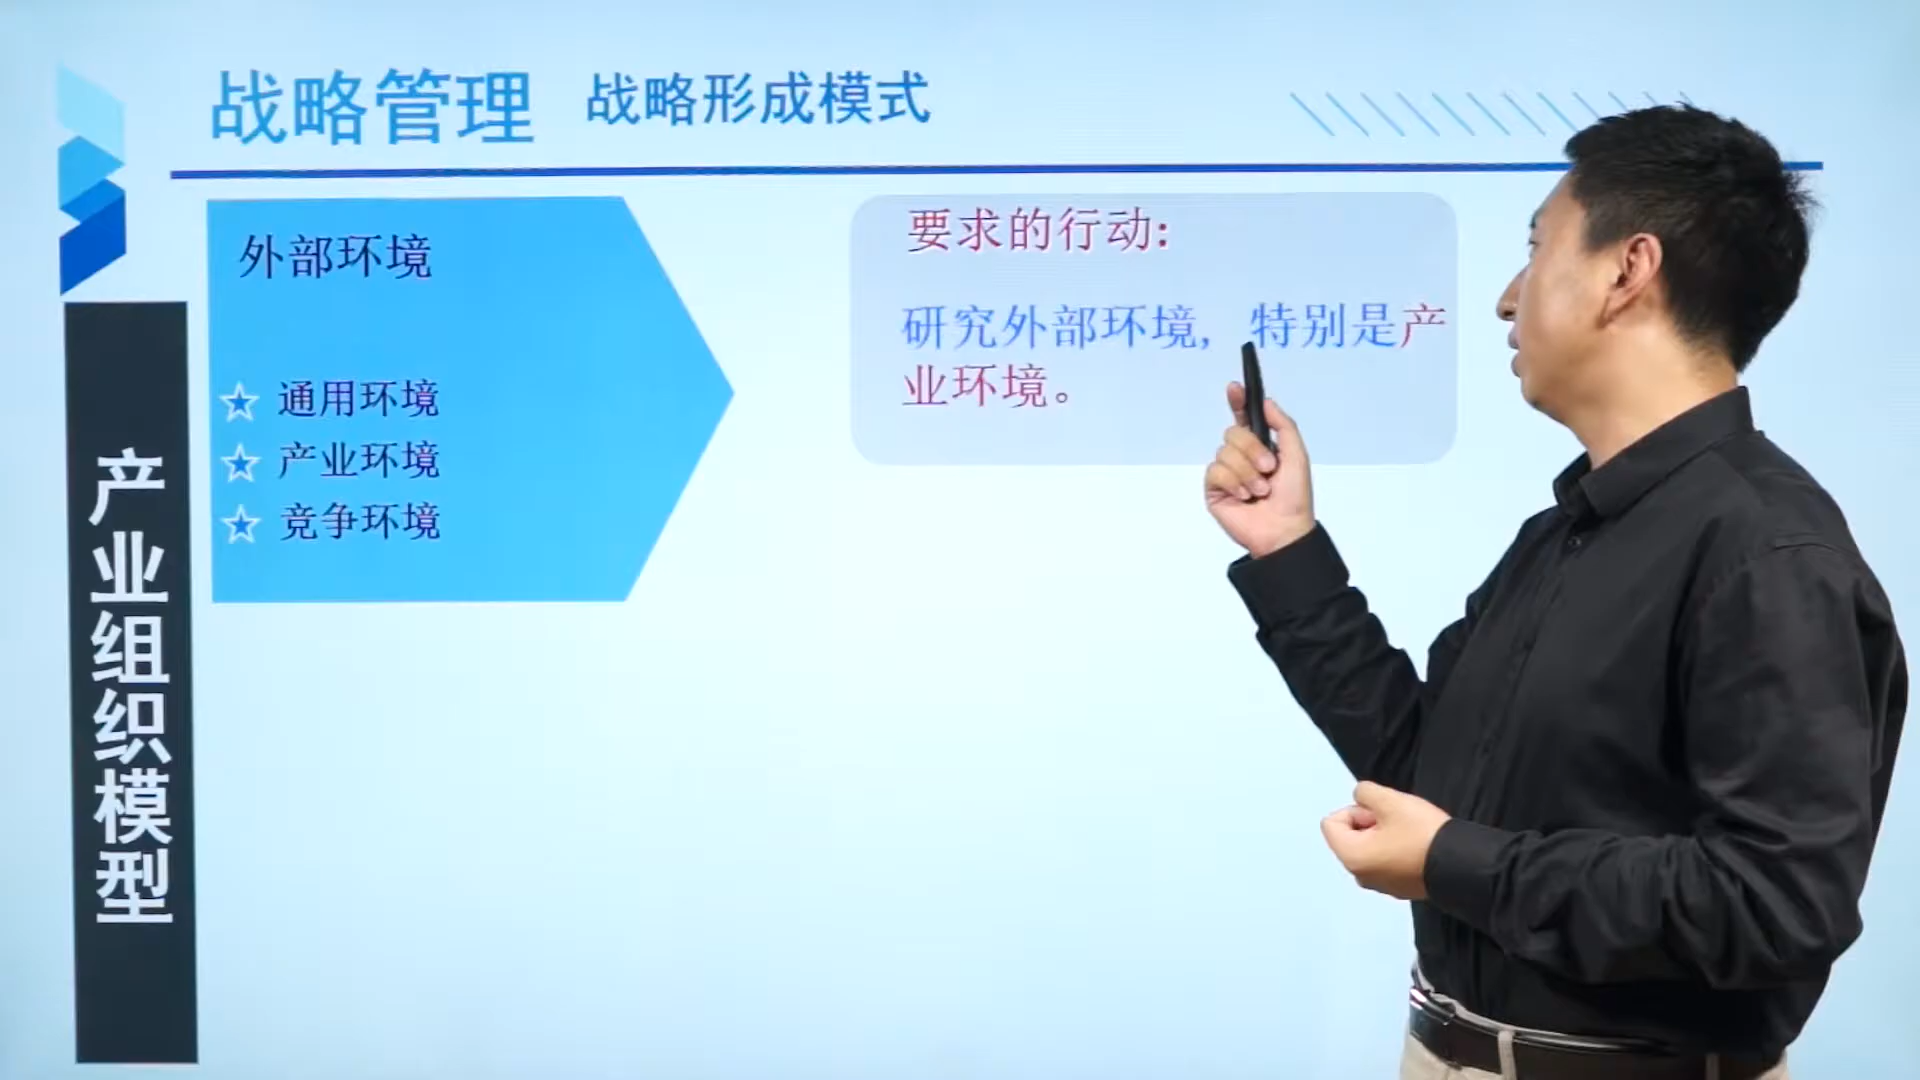 战略管理 战略形成模式
产业组织模型
外部环境
通用环境
产业环境
竞争环境
要求的行动:
研究外部环境,特别是产
业环境。